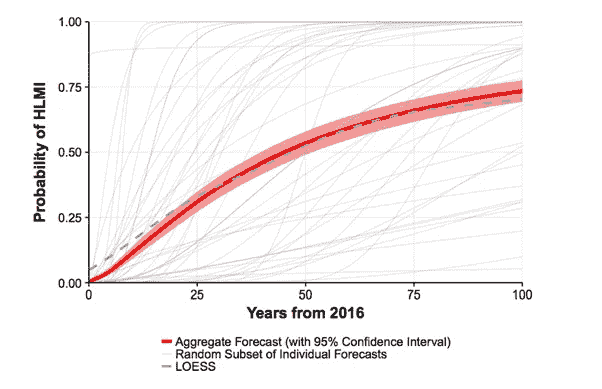 1.00
0.75
0.50
0.25
0.00
Probability of HLMI
0 25 50 75 100
Years from 2016
Aggregate Forecast (with 95% Confidence Interval)
Random Subset of Individual Forecasts
LOESS